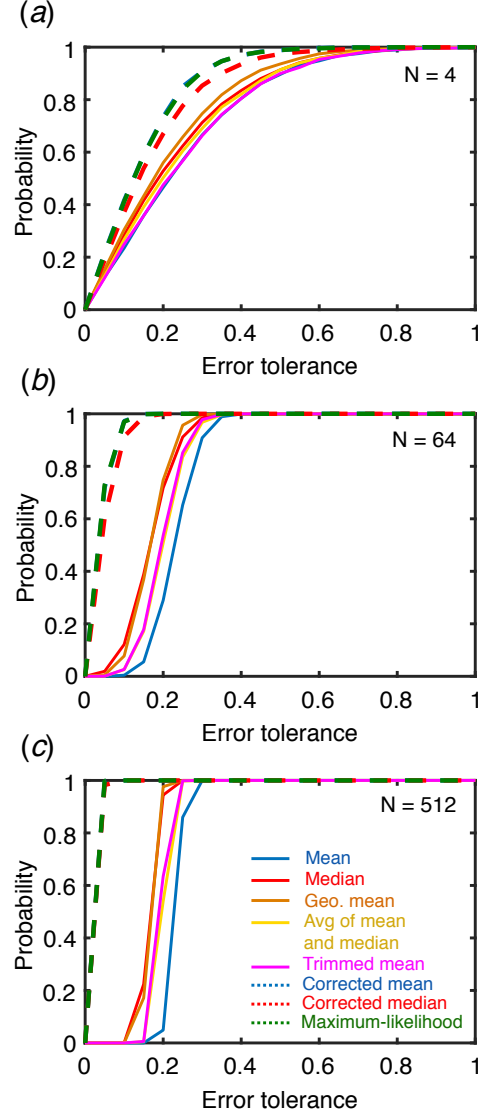 (a)
1
0.8
0.6
0.4
0.2
0
Probability
N = 4
0 0.2 0.4 0.6 0.8 1
Error tolerance
(b)
1
0.8
0.6
0.4
0.2
0
Probability
N = 64
0 0.2 0.4 0.6 0.8 1
Error tolerance
(c)
1
0.8
0.6
0.4
0.2
0
Probability
N = 512
Mean
Median
Geo. mean
Avg of mean
and median
Trimmed mean
Corrected mean
Corrected median
Maximum-likelihood
0 0.2 0.4 0.6 0.8 1
Error tolerance